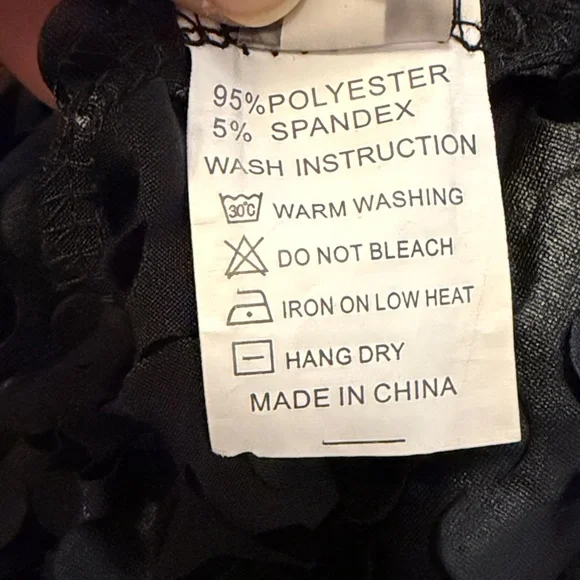 95%POLYESTER
5% SPANDEX
WASH INSTRUCTION
30°C WARM WASHING
DO NOT BLEACH
IRON ON LOW HEAT
HANG DRY
MADE IN CHINA